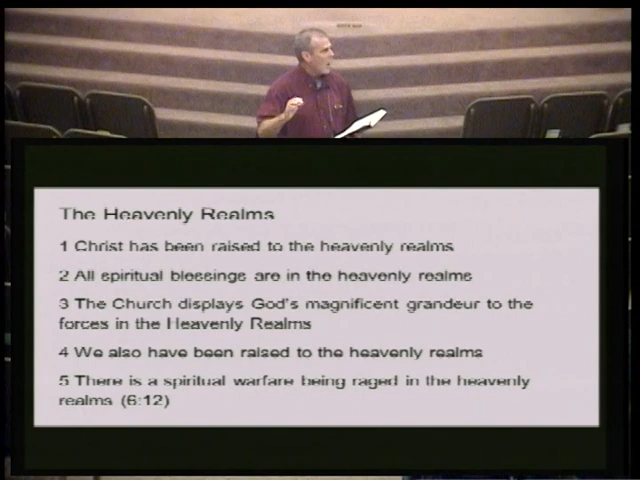 The Heavenly Realms
1 Christ has been raised to the heavenly realms
2 All spiritual blessings are in the heavenly realms
3 The Church displays God's magnificent grandeur to the
forces in the Heavenly Realms
4 We also have been raised to the heavenly realms
5 There is a spiritual warfare being raged in the heavenly
realms (6:12)